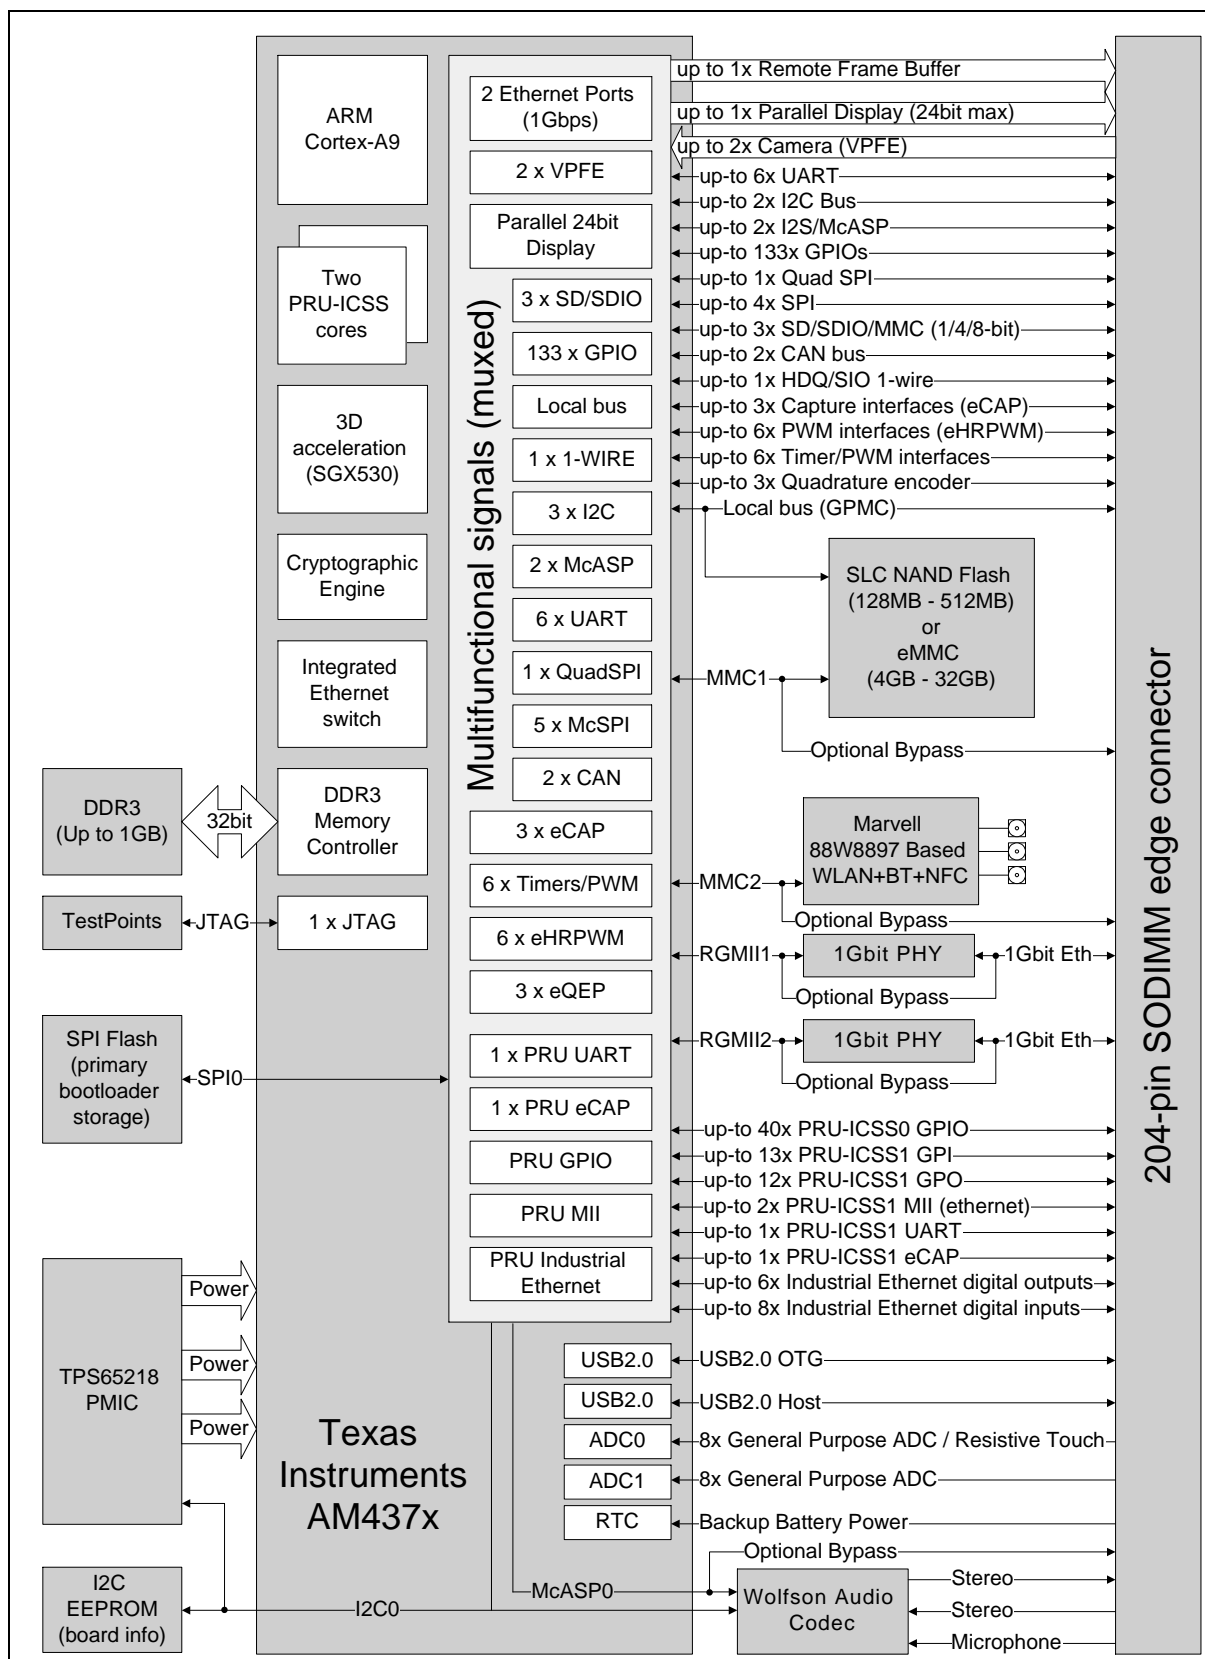 ARM
Cortex-A9
Two
PRU-ICSS
cores
3D
acceleration
(SGX530)
Cryptographic
Engine
Integrated
Ethernet
switch
DDR3
Memory
Controller
1 x JTAG
DDR3
(Up to 1GB)
32bit
TestPoints
JTAG
SPI Flash
(primary
bootloader
storage)
SPI0
TPS65218
PMIC
Power
Power
Power
I2C
EEPROM
(board info)
I2C0
Texas
Instruments
AM437x
Multifunctional signals (muxed)
2 Ethernet Ports
(1Gbps)
2 x VPFE
Parallel 24bit
Display
3 x SD/SDIO
133 x GPIO
Local bus
1 x 1-WIRE
3 x I2C
2 x McASP
6 x UART
1 x QuadSPI
5 x McSPI
2 x CAN
3 x eCAP
6 x Timers/PWM
6 x eHRPWM
3 x eQEP
1 x PRU UART
1 x PRU eCAP
PRU GPIO
PRU MII
PRU Industrial
Ethernet
USB2.0
USB2.0
ADC0
ADC1
RTC
up to 1x Remote Frame Buffer
up to 1x Parallel Display (24bit max)
up to 2x Camera (VPFE)
up-to 6x UART
up-to 2x I2C Bus
up-to 2x I2S/McASP
up-to 133x GPIOs
up-to 1x Quad SPI
up-to 4x SPI
up-to 3x SD/SDIO/MMC (1/4/8-bit)
up-to 2x CAN bus
up-to 1x HDQ/SIO 1-wire
up-to 3x Capture interfaces (eCAP)
up-to 6x PWM interfaces (eHRPWM)
up-to 6x Timer/PWM interfaces
up-to 3x Quadrature encoder
Local bus (GPMC)
SLC NAND Flash
(128MB - 512MB)
or
eMMC
(4GB - 32GB)
MMC1
Optional Bypass
Marvell
88W8897 Based
WLAN+BT+NFC
MMC2
Optional Bypass
RGMII1
1Gbit PHY
1Gbit Eth
Optional Bypass
RGMII2
1Gbit PHY
1Gbit Eth
Optional Bypass
up-to 40x PRU-ICSS0 GPIO
up-to 13x PRU-ICSS1 GPI
up-to 12x PRU-ICSS1 GPO
up-to 2x PRU-ICSS1 MII (ethernet)
up-to 1x PRU-ICSS1 UART
up-to 1x PRU-ICSS1 eCAP
up-to 6x Industrial Ethernet digital outputs
up-to 8x Industrial Ethernet digital inputs
USB2.0 OTG
USB2.0 Host
8x General Purpose ADC / Resistive Touch
8x General Purpose ADC
Backup Battery Power
Optional Bypass
McASP0
Wolfson Audio
Codec
Stereo
Stereo
Microphone
204-pin SODIMM edge connector